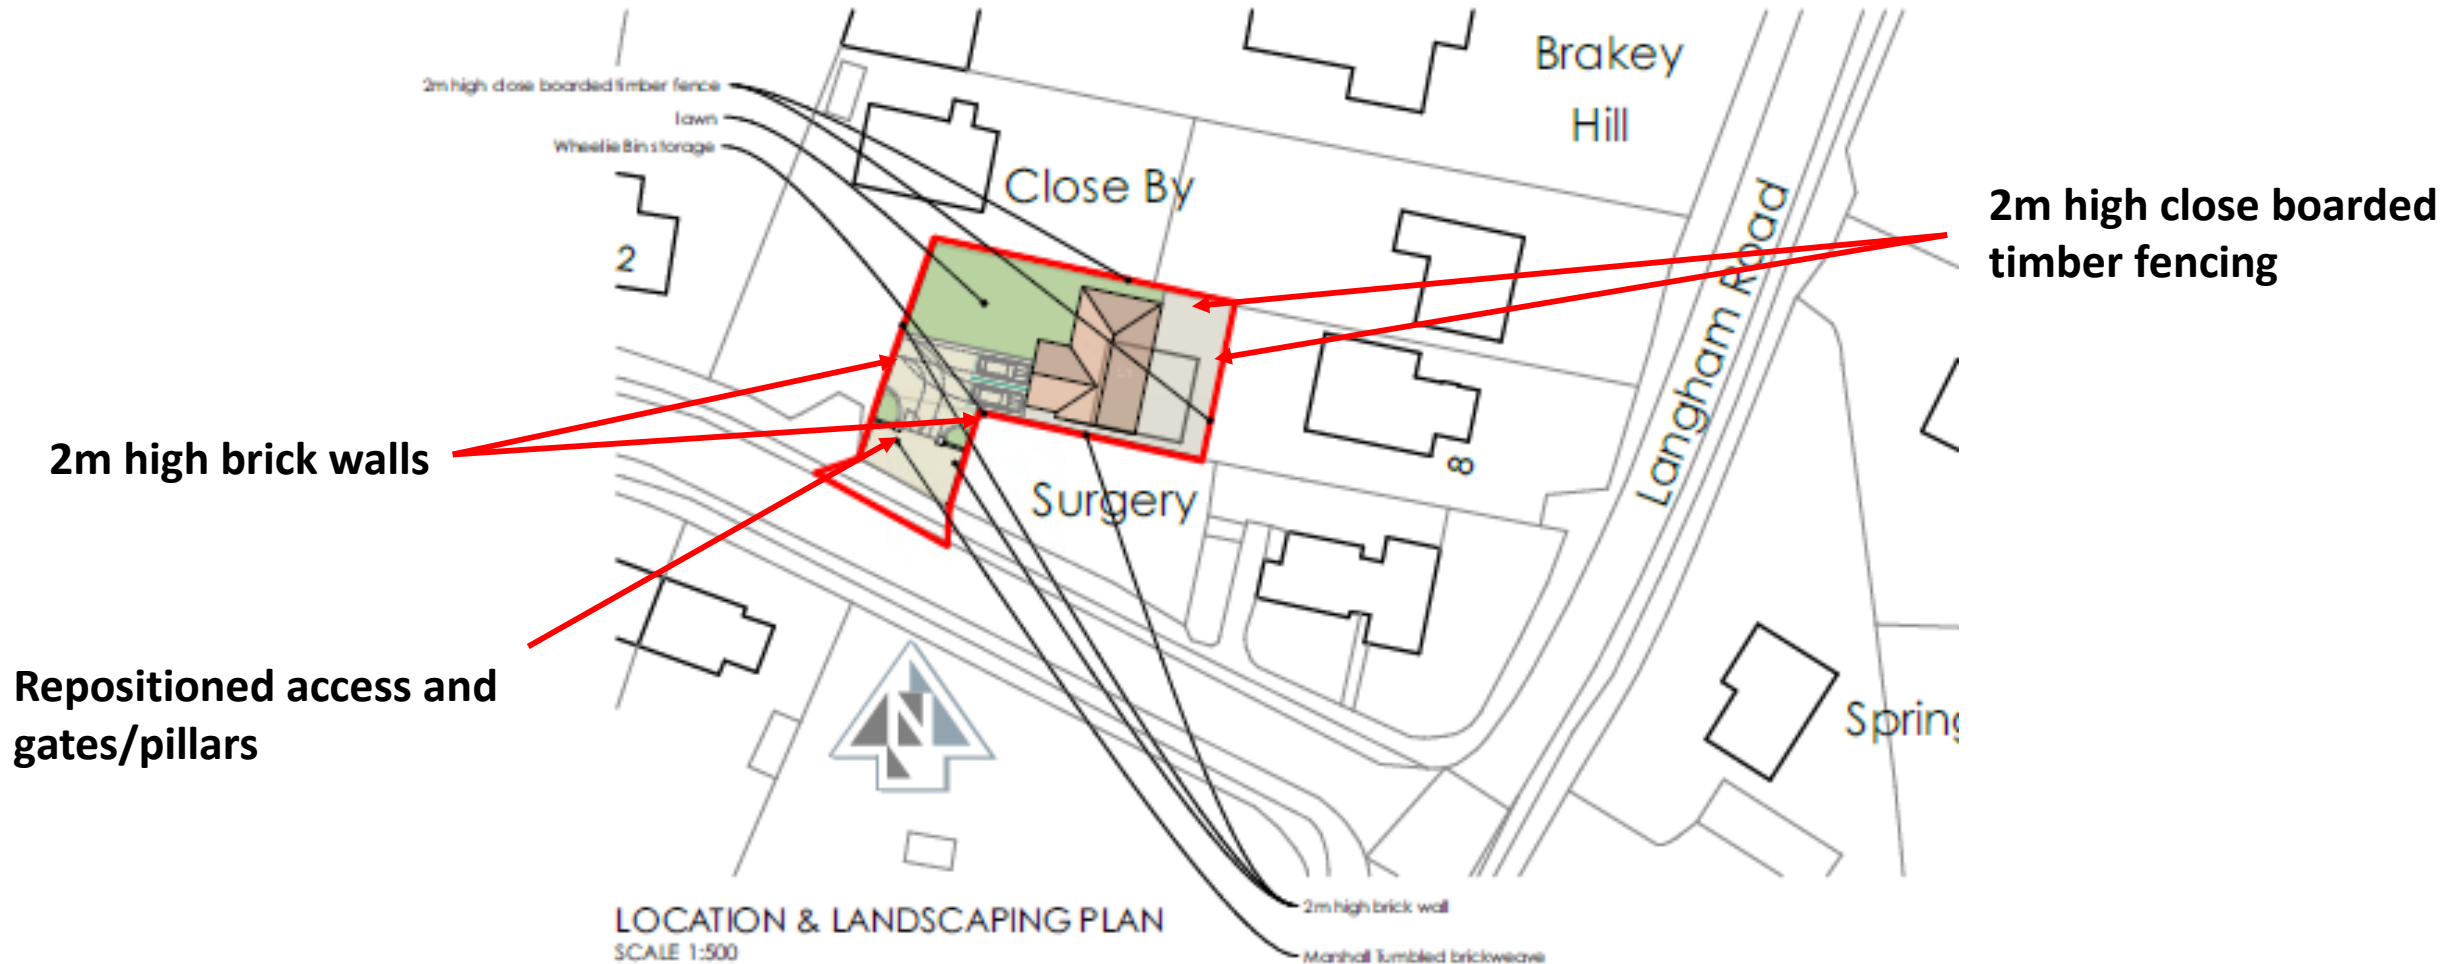 Brakey
Hill
2m high close boarded timber fence
lawn
Wheelie Bin storage
Close By
2
2m high close boarded
timber fencing
Langham Road
2m high brick walls
8
Surgery
Repositioned access and
gates/pillars
N
Spring
2m high brick wall
LOCATION & LANDSCAPING PLAN
SCALE 1:500
Marshall Tumbled brickweave